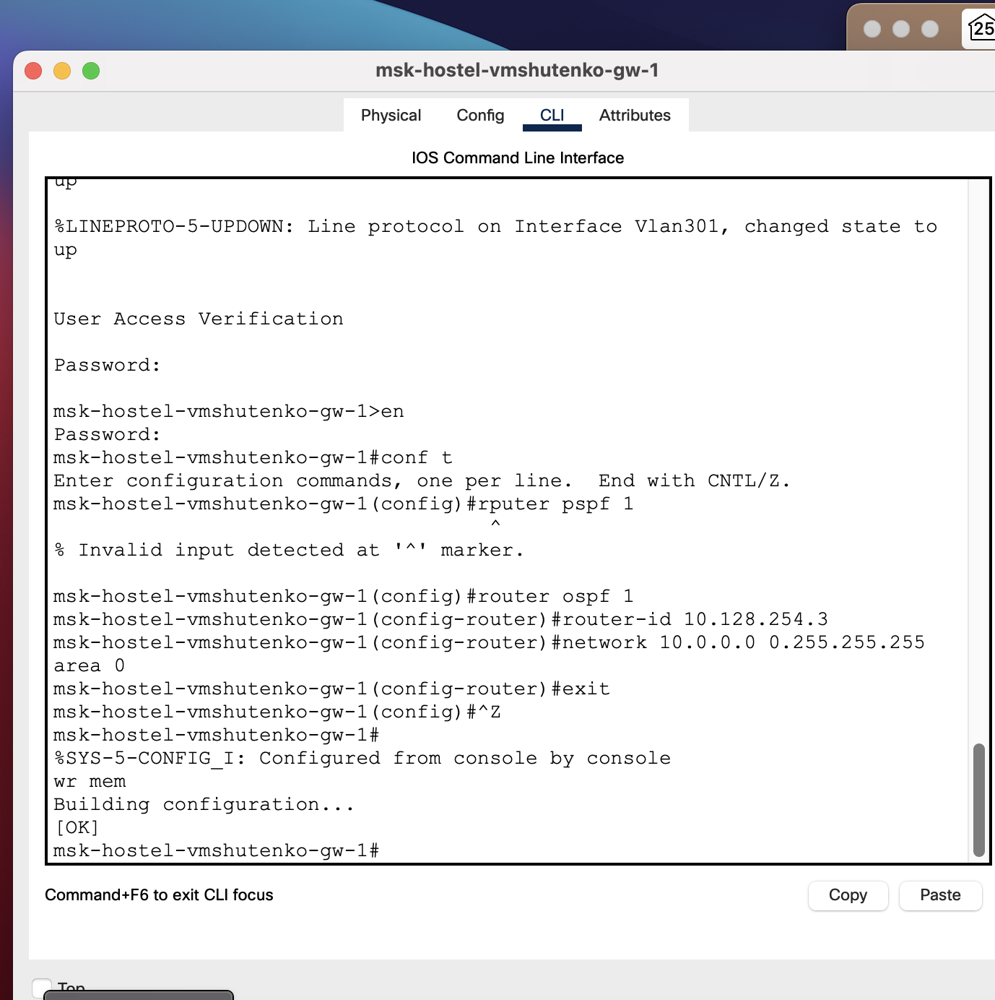 25
msk-hostel-vmshutenko-gw-1
Physical Config CLI Attributes
IOS Command Line Interface
up
%LINEPROTO-5-UPDOWN: Line protocol on Interface Vlan301, changed state to
up
User Access Verification
Password:
msk-hostel-vmshutenko-gw-1>en
Password:
msk-hostel-vmshutenko-gw-1#conf t
Enter configuration commands, one per line.  End with CNTL/Z.
msk-hostel-vmshutenko-gw-1(config)#rputer pspf 1
^
% Invalid input detected at '^' marker.
msk-hostel-vmshutenko-gw-1(config)#router ospf 1
msk-hostel-vmshutenko-gw-1(config-router)#router-id 10.128.254.3
msk-hostel-vmshutenko-gw-1(config-router)#network 10.0.0.0 0.255.255.255
area 0
msk-hostel-vmshutenko-gw-1(config-router)#exit
msk-hostel-vmshutenko-gw-1(config)#^Z
msk-hostel-vmshutenko-gw-1#
%SYS-5-CONFIG_I: Configured from console by console
wr mem
Building configuration...
[OK]
msk-hostel-vmshutenko-gw-1#
Command+F6 to exit CLI focus
Copy Paste
Top